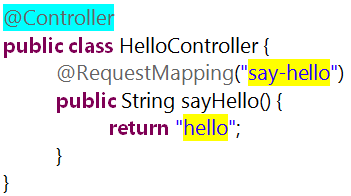 @Controller
public class HelloController {
@RequestMapping("say-hello")
public String sayHello() {
return "hello";
}
}